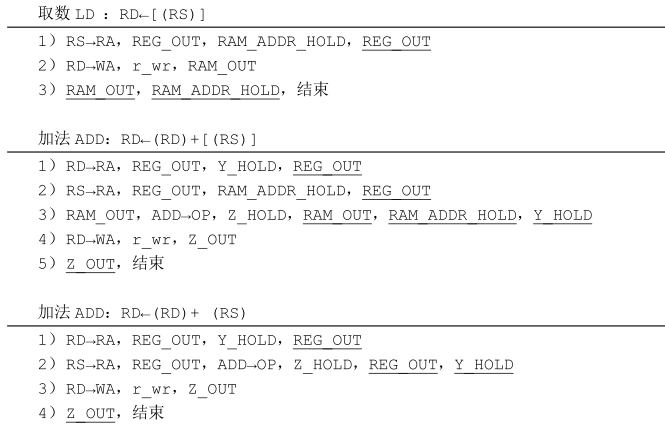 取数 LD ：RD←[(RS)]
1）RS→RA，REG_OUT，RAM_ADDR_HOLD，REG_OUT
2）RD→WA，r_wr，RAM_OUT
3）RAM_OUT，RAM_ADDR_HOLD，结束
加法 ADD：RD←(RD)+[(RS)]
1）RD→RA，REG_OUT，Y_HOLD，REG_OUT
2）RS→RA，REG_OUT，RAM_ADDR_HOLD，REG_OUT
3）RAM_OUT，ADD→OP，Z_HOLD，RAM_OUT，RAM_ADDR_HOLD，Y_HOLD
4）RD→WA，r_wr，Z_OUT
5）Z_OUT，结束
加法 ADD：RD←(RD)+ (RS)
1）RD→RA，REG_OUT，Y_HOLD，REG_OUT
2）RS→RA，REG_OUT，ADD→OP，Z_HOLD，REG_OUT，Y_HOLD
3）RD→WA，r_wr，Z_OUT
4）Z_OUT，结束